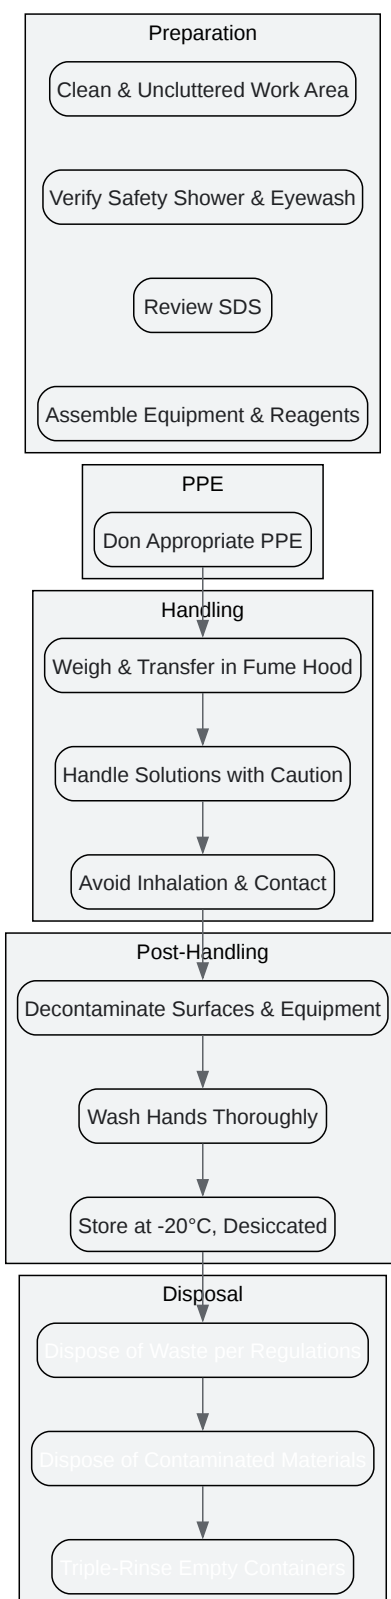 Preparation
Clean & Uncluttered Work Area
Verify Safety Shower & Eyewash
Review SDS
Assemble Equipment & Reagents
PPE
Don Appropriate PPE
Handling
Weigh & Transfer in Fume Hood
Handle Solutions with Caution
Avoid Inhalation & Contact
Post-Handling
Decontaminate Surfaces & Equipment
Wash Hands Thoroughly
Store at -20°C, Desiccated
Disposal
Dispose of Waste per Regulations
Dispose of Contaminated Materials
Triple-Rinse Empty Containers